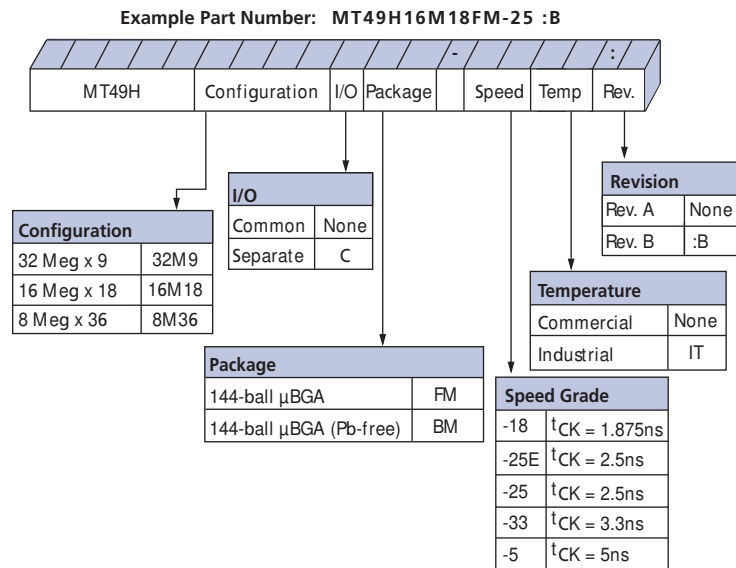 Example Part Number: MT49H16M18FM-25 :B
- :
MT49H Configuration I/O Package Speed Temp Rev.
Configuration
32 Meg x 9 32M9
16 Meg x 18 16M18
8 Meg x 36 8M36
I/O
Common None
Separate C
Package
144-ball µBGA FM
144-ball µBGA (Pb-free) BM
Speed Grade
-18 tCK = 1.875ns
-25E tCK = 2.5ns
-25 tCK = 2.5ns
-33 tCK = 3.3ns
-5 tCK = 5ns
Temperature
Commercial None
Industrial IT
Revision
Rev. A None
Rev. B :B